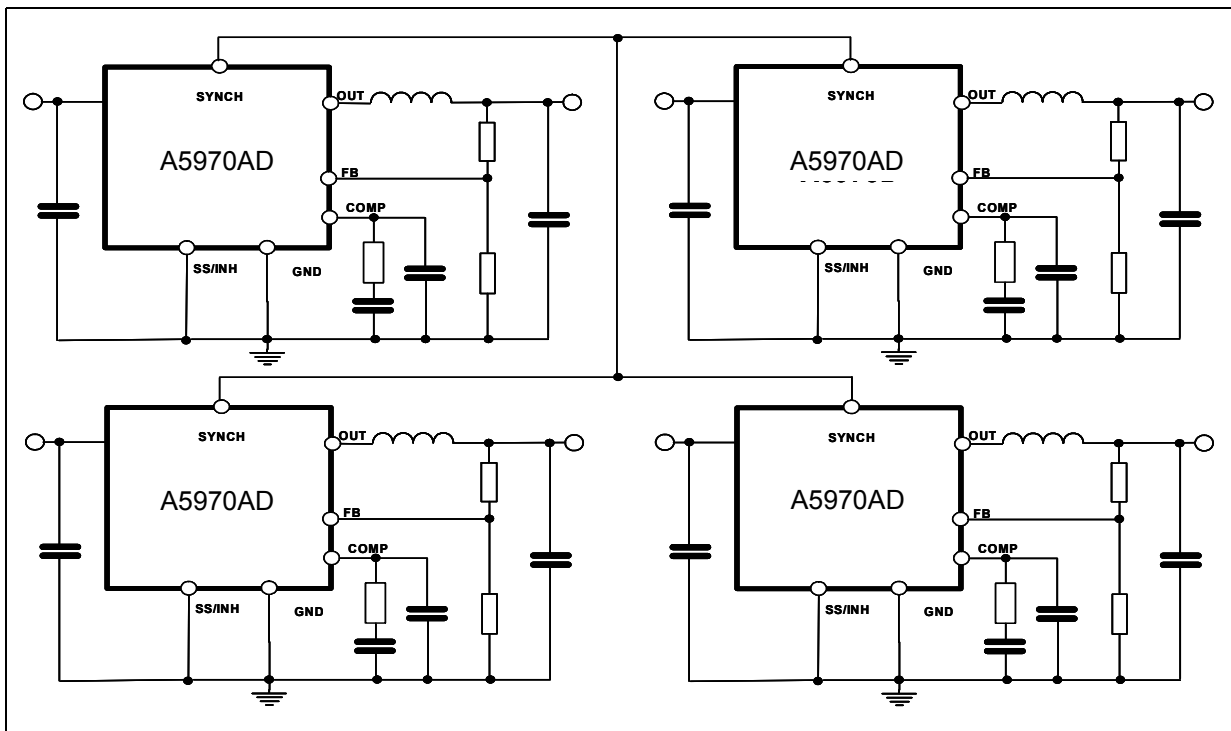 SYNCH
OUT
A5970AD
FB
COMP
SS/INH
GND
SYNCH
OUT
A5970AD
FB
COMP
SS/INH
GND
SYNCH
OUT
A5970AD
FB
COMP
SS/INH
GND
SYNCH
OUT
A5970AD
FB
COMP
SS/INH
GND